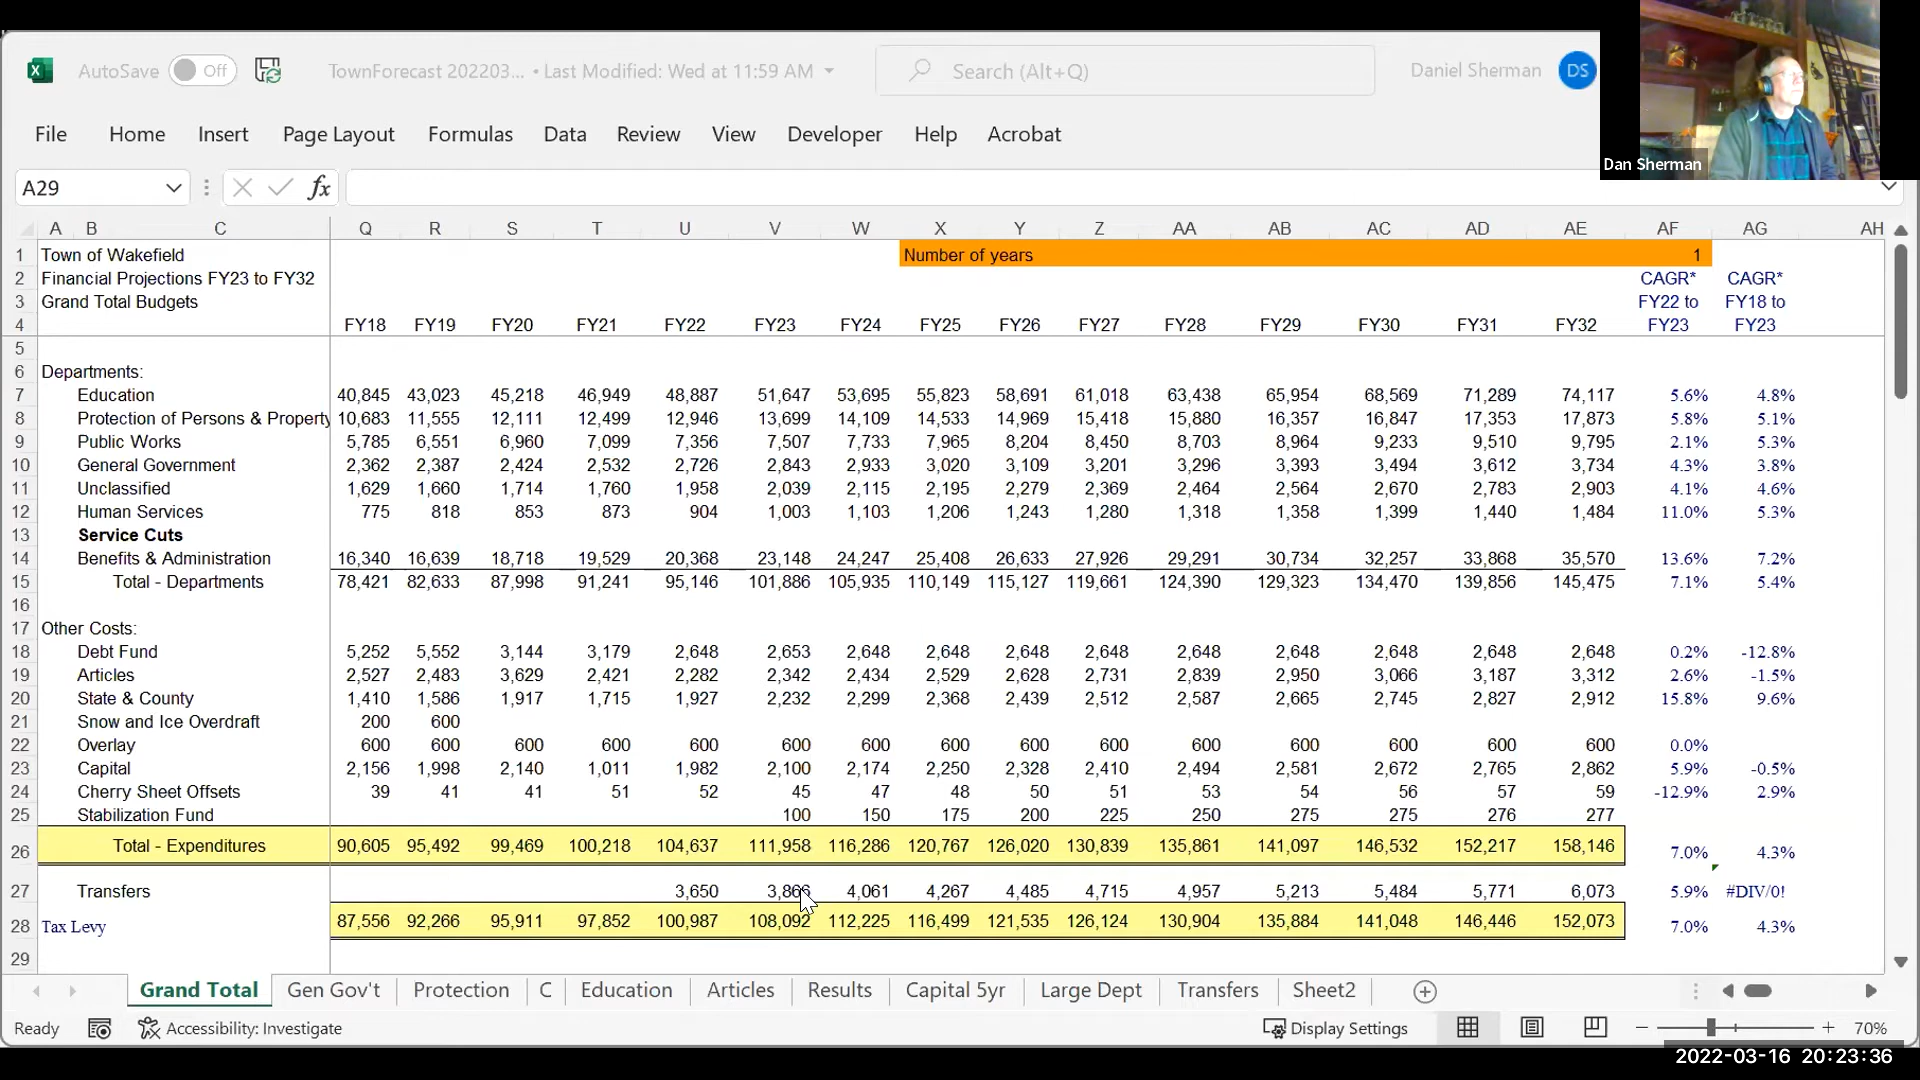 AutoSave Off TownForecast 202203... • Last Modified: Wed at 11:59 AM Search (Alt+Q) Daniel Sherman DS
File Home Insert Page Layout Formulas Data Review View Developer Help Acrobat
Dan Sherman
A29 fx
A B C Q R S T U V W X Y Z AA AB AC AD AE AF AG AH
1 Town of Wakefield Number of years 1
2 Financial Projections FY23 to FY32 CAGR* CAGR*
3 Grand Total Budgets FY22 to FY18 to
4 FY18 FY19 FY20 FY21 FY22 FY23 FY24 FY25 FY26 FY27 FY28 FY29 FY30 FY31 FY32 FY23 FY23
5
6 Departments:
7 Education 40,845 43,023 45,218 46,949 48,887 51,647 53,695 55,823 58,691 61,018 63,438 65,954 68,569 71,289 74,117 5.6% 4.8%
8 Protection of Persons & Property 10,683 11,555 12,111 12,499 12,946 13,699 14,109 14,533 14,969 15,418 15,880 16,357 16,847 17,353 17,873 5.8% 5.1%
9 Public Works 5,785 6,551 6,960 7,099 7,356 7,507 7,733 7,965 8,204 8,450 8,703 8,964 9,233 9,510 9,795 2.1% 5.3%
10 General Government 2,362 2,387 2,424 2,532 2,726 2,843 2,933 3,020 3,109 3,201 3,296 3,393 3,494 3,612 3,734 4.3% 3.8%
11 Unclassified 1,629 1,660 1,714 1,760 1,958 2,039 2,115 2,195 2,279 2,369 2,464 2,564 2,670 2,783 2,903 4.1% 4.6%
12 Human Services 775 818 853 873 904 1,003 1,103 1,206 1,243 1,280 1,318 1,358 1,399 1,440 1,484 11.0% 5.3%
13 Service Cuts
14 Benefits & Administration 16,340 16,639 18,718 19,529 20,368 23,148 24,247 25,408 26,633 27,926 29,291 30,734 32,257 33,868 35,570 13.6% 7.2%
15 Total - Departments 78,421 82,633 87,998 91,241 95,146 101,886 105,935 110,149 115,127 119,661 124,390 129,323 134,470 139,856 145,475 7.1% 5.4%
16
17 Other Costs:
18 Debt Fund 5,252 5,552 3,144 3,179 2,648 2,653 2,648 2,648 2,648 2,648 2,648 2,648 2,648 2,648 2,648 0.2% -12.8%
19 Articles 2,527 2,483 3,629 2,421 2,282 2,342 2,434 2,529 2,628 2,731 2,839 2,950 3,066 3,187 3,312 2.6% -1.5%
20 State & County 1,410 1,586 1,917 1,715 1,927 2,232 2,299 2,368 2,439 2,512 2,587 2,665 2,745 2,827 2,912 15.8% 9.6%
21 Snow and Ice Overdraft 200 600
22 Overlay 600 600 600 600 600 600 600 600 600 600 600 600 600 600 600 0.0%
23 Capital 2,156 1,998 2,140 1,011 1,982 2,100 2,174 2,250 2,328 2,410 2,494 2,581 2,672 2,765 2,862 5.9% -0.5%
24 Cherry Sheet Offsets 39 41 41 51 52 45 47 48 50 51 53 54 56 57 59 -12.9% 2.9%
25 Stabilization Fund 100 150 175 200 225 250 275 275 276 277
26 Total - Expenditures 90,605 95,492 99,469 100,218 104,637 111,958 116,286 120,767 126,020 130,839 135,861 141,097 146,532 152,217 158,146 7.0% 4.3%
27 Transfers 3,650 4,061 4,267 4,485 4,715 4,957 5,213 5,484 5,771 6,073 5.9% #DIV/0!
28 Tax Levy 87,556 92,266 95,911 97,852 100,987 108,092 112,225 116,499 121,535 126,124 130,904 135,884 141,048 146,446 152,073 7.0% 4.3%
29
Grand Total Gen Gov't Protection C Education Articles Results Capital 5yr Large Dept Transfers Sheet2
Ready Accessibility: Investigate Display Settings 70%
2022-03-16 20:23:36